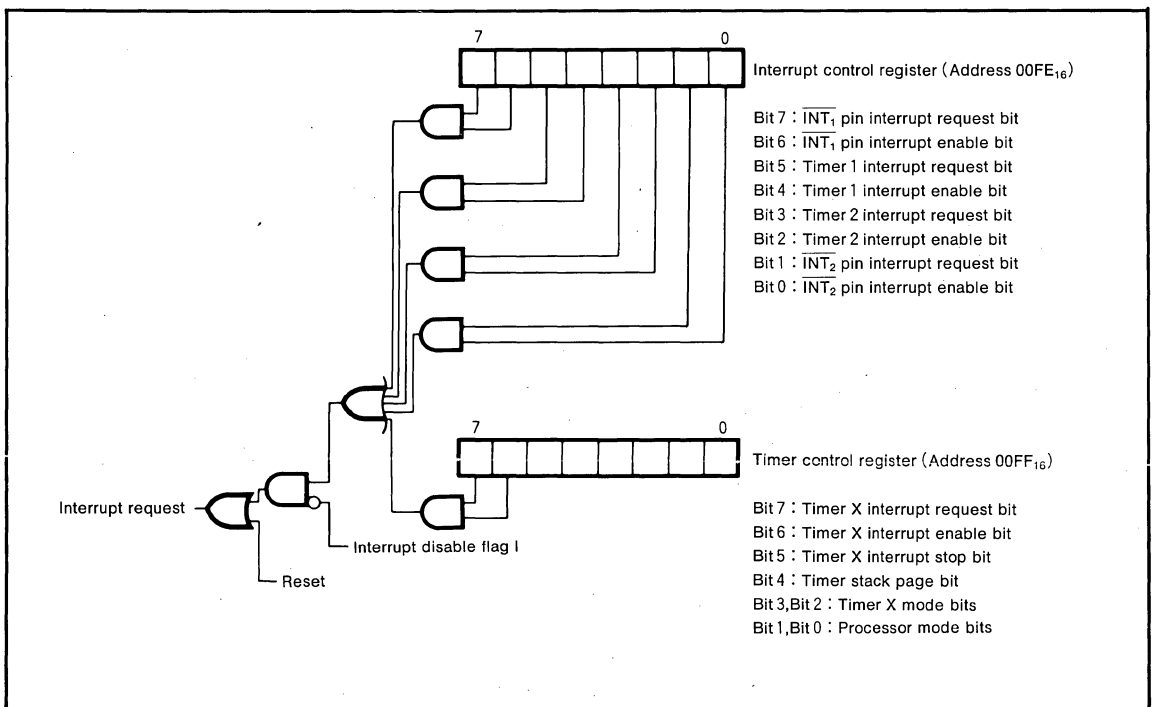 7 0
Interrupt control register (Address 00FE₁₆)
Bit 7 : I̅N̅T̅₁̅ pin interrupt request bit
Bit 6 : I̅N̅T̅₁̅ pin interrupt enable bit
Bit 5 : Timer 1 interrupt request bit
Bit 4 : Timer 1 interrupt enable bit
Bit 3 : Timer 2 interrupt request bit
Bit 2 : Timer 2 interrupt enable bit
Bit 1 : I̅N̅T̅₂̅ pin interrupt request bit
Bit 0 : I̅N̅T̅₂̅ pin interrupt enable bit
7 0
Timer control register (Address 00FF₁₆)
Bit 7 : Timer X interrupt request bit
Bit 6 : Timer X interrupt enable bit
Bit 5 : Timer X interrupt stop bit
Bit 4 : Timer stack page bit
Bit 3,Bit 2 : Timer X mode bits
Bit 1,Bit 0 : Processor mode bits
Interrupt request
Interrupt disable flag I
Reset